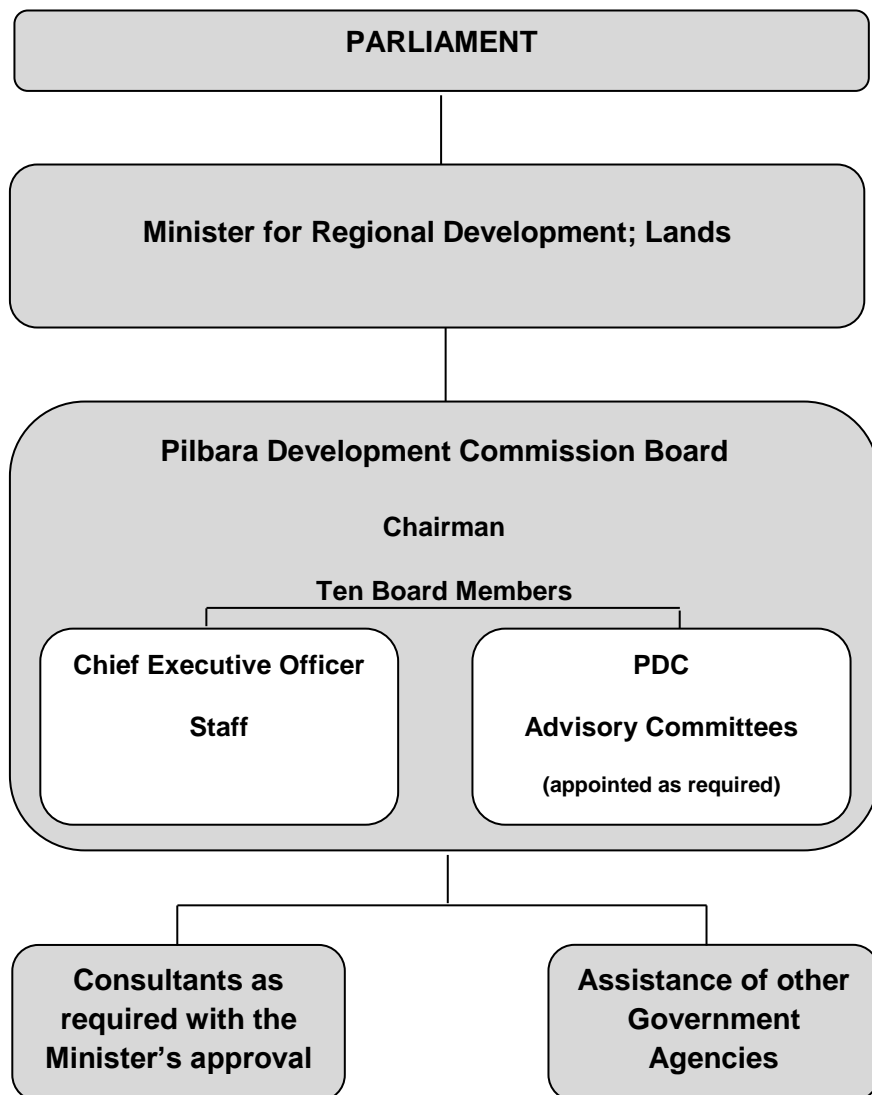 PARLIAMENT
Minister for Regional Development; Lands
Pilbara Development Commission Board
Chairman
Ten Board Members
Chief Executive Officer
Staff
PDC
Advisory Committees
(appointed as required)
Consultants as
required with the
Minister’s approval
Assistance of other
Government
Agencies